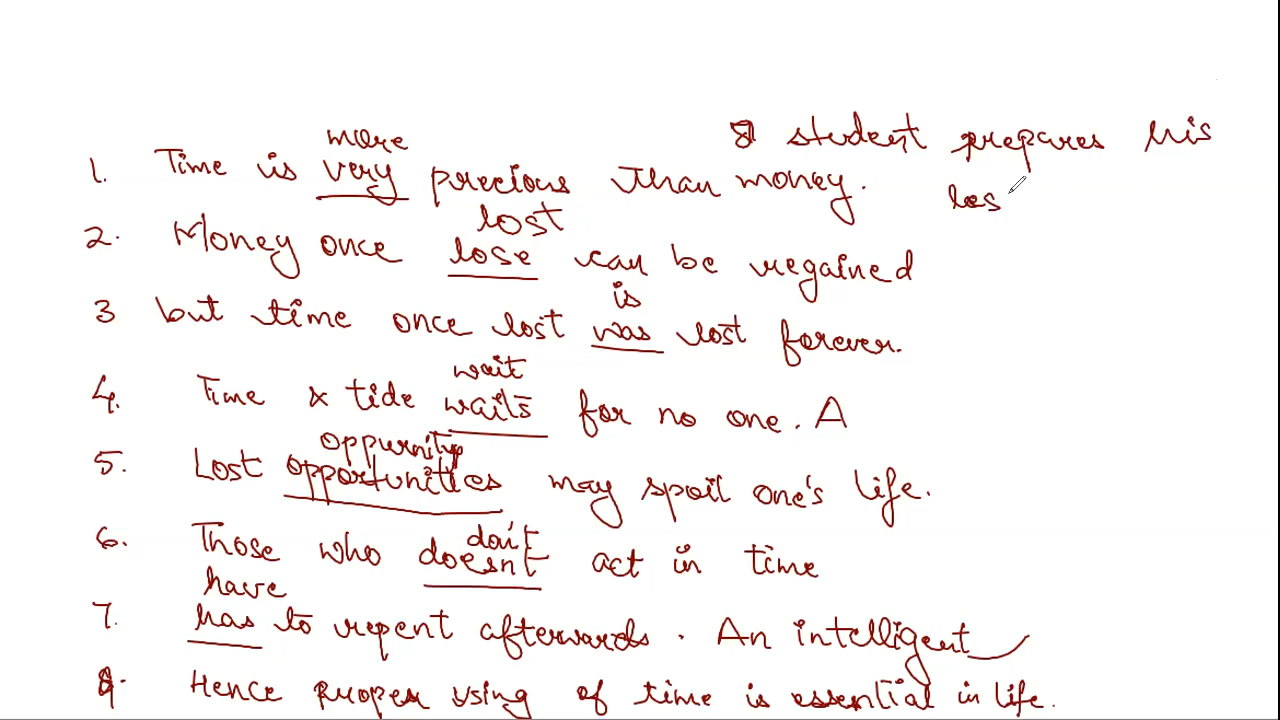 more
1. Time is very precious than money.
8 student prepares his
les
lost
2. Money once lose can be regained
is
3 but time once lost was lost forever.
wait
4. Time & tide waits for no one. A
oppurnity
5. Lost opportunities may spoil one's life.
don't
6. Those who doesn't act in time
have
7. has to repent afterwards. An intelligent
8. Hence proper using of time is essential in life.